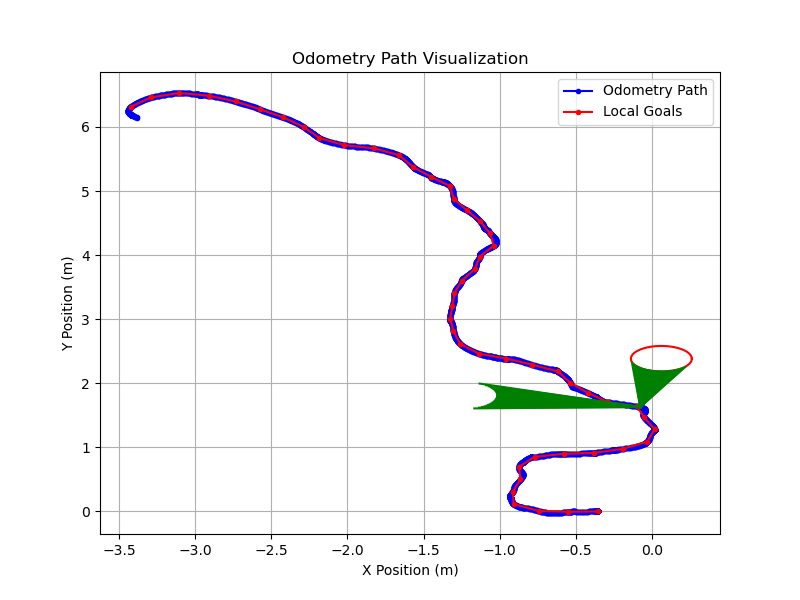 Odometry Path Visualization
Odometry Path
Local Goals
Y Position (m)
6
5
4
3
2
1
0
−3.5 −3.0 −2.5 −2.0 −1.5 −1.0 −0.5 0.0
X Position (m)